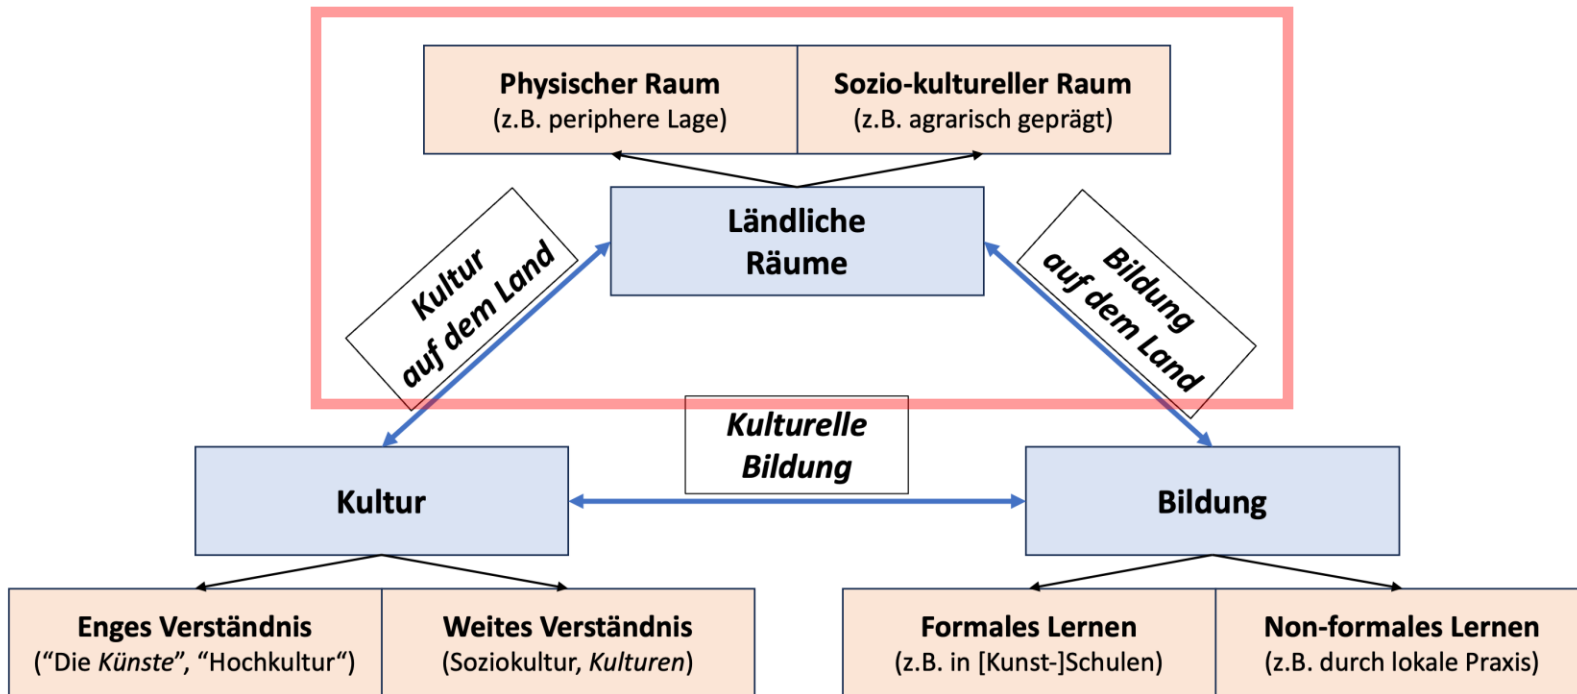 Physischer Raum
(z.B. periphere Lage)
Sozio-kultureller Raum
(z.B. agrarisch geprägt)
Ländliche
Räume
Kultur
auf dem Land
Bildung
auf dem Land
Kulturelle
Bildung
Kultur
Bildung
Enges Verständnis
(“Die Künste”, “Hochkultur“)
Weites Verständnis
(Soziokultur, Kulturen)
Formales Lernen
(z.B. in [Kunst-]Schulen)
Non-formales Lernen
(z.B. durch lokale Praxis)